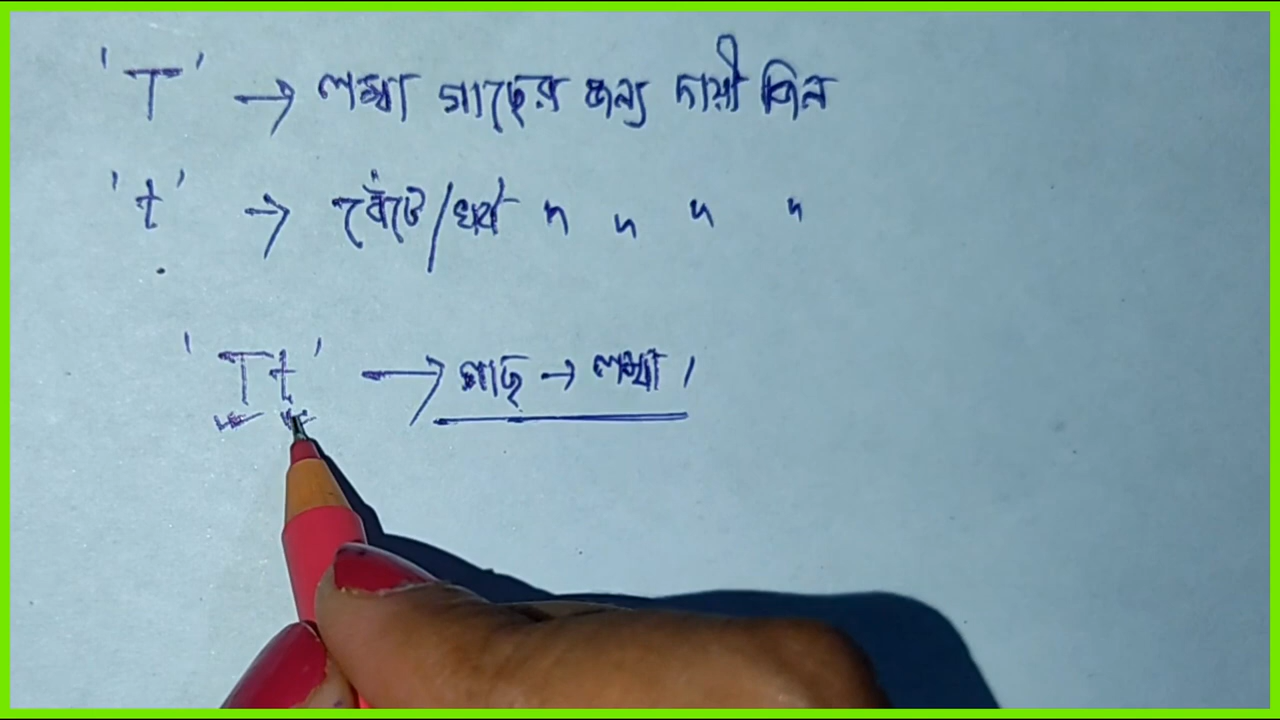 'T' → লম্বা গাছের জন্য দায়ী জিন
't' → বেঁটে/খর্ব " " " "
'Tt' → গাছ → লম্বা।